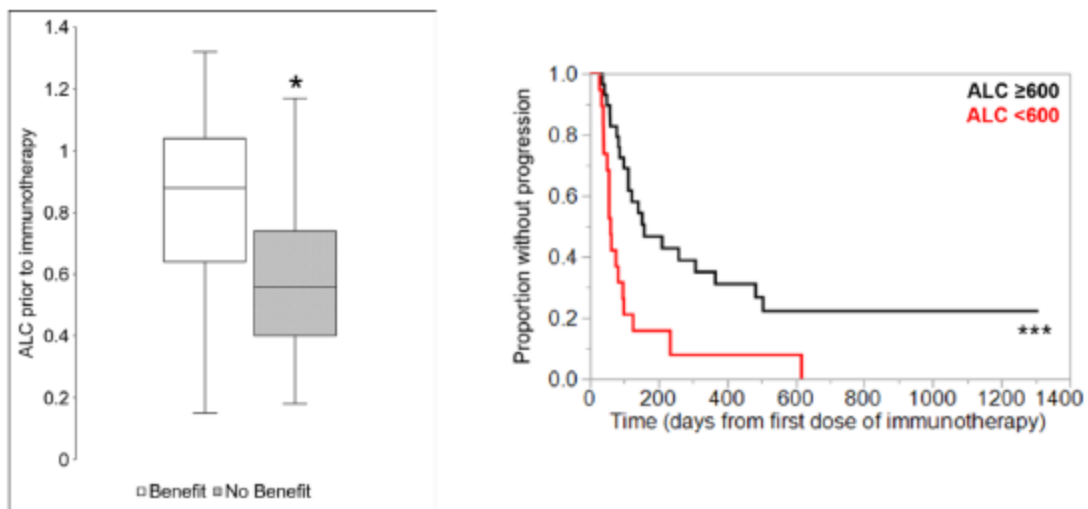 ALC prior to immunotherapy
1.4
1.2
1
0.8
0.6
0.4
0.2
0
*
Benefit No Benefit
Proportion without progression
1.0
0.8
0.6
0.4
0.2
0.0
ALC ≥600
ALC <600
***
0 200 400 600 800 1000 1200 1400
Time (days from first dose of immunotherapy)